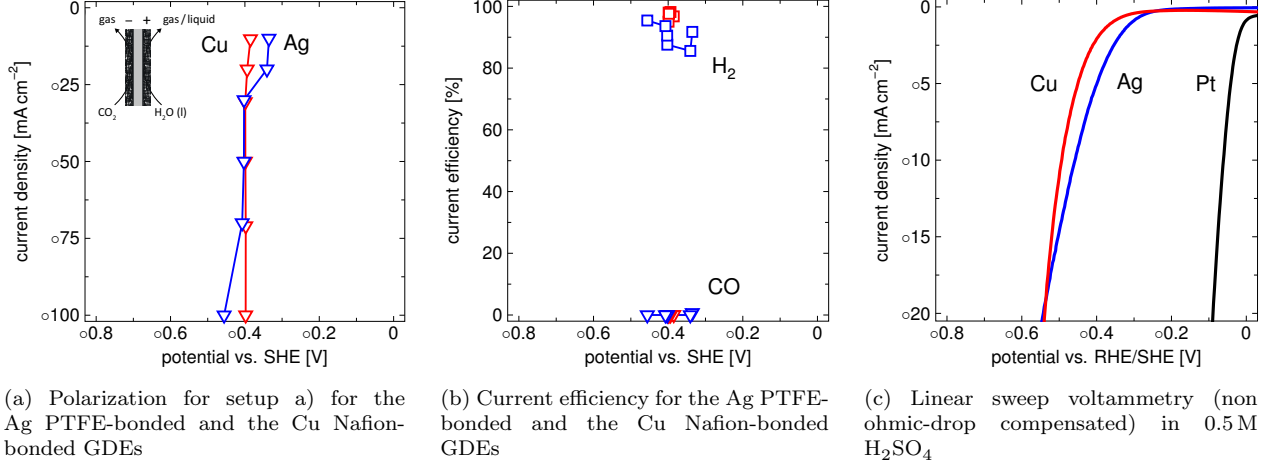 gas − + gas / liquid
CO2 H2O (l)
Cu Ag
0
○25
○50
○75
○100
○0.8 ○0.6 ○0.4 ○0.2 0
current density [mA cm−2]
potential vs. SHE [V]
100
80
60
40
20
0
○0.8 ○0.6 ○0.4 ○0.2 0
current efficiency [%]
potential vs. SHE [V]
H2
CO
0
○5
○10
○15
○20
○0.8 ○0.6 ○0.4 ○0.2 0
current density [mA cm−2]
potential vs. RHE/SHE [V]
Cu Ag Pt
(a) Polarization for setup a) for the
Ag PTFE-bonded and the Cu Nafion-
bonded GDEs
(b) Current efficiency for the Ag PTFE-
bonded and the Cu Nafion-bonded
GDEs
(c) Linear sweep voltammetry (non
ohmic-drop compensated) in 0.5 M
H2SO4